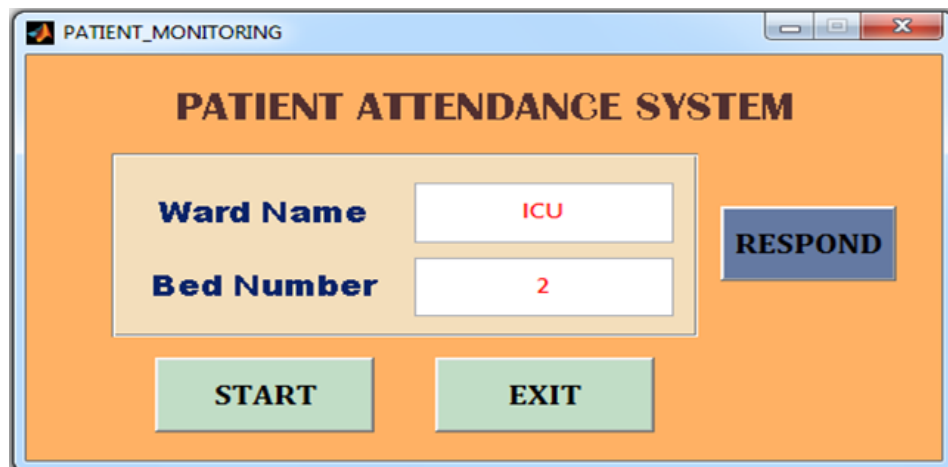 PATIENT_MONITORING
PATIENT ATTENDANCE SYSTEM
Ward Name ICU
RESPOND
Bed Number 2
START EXIT